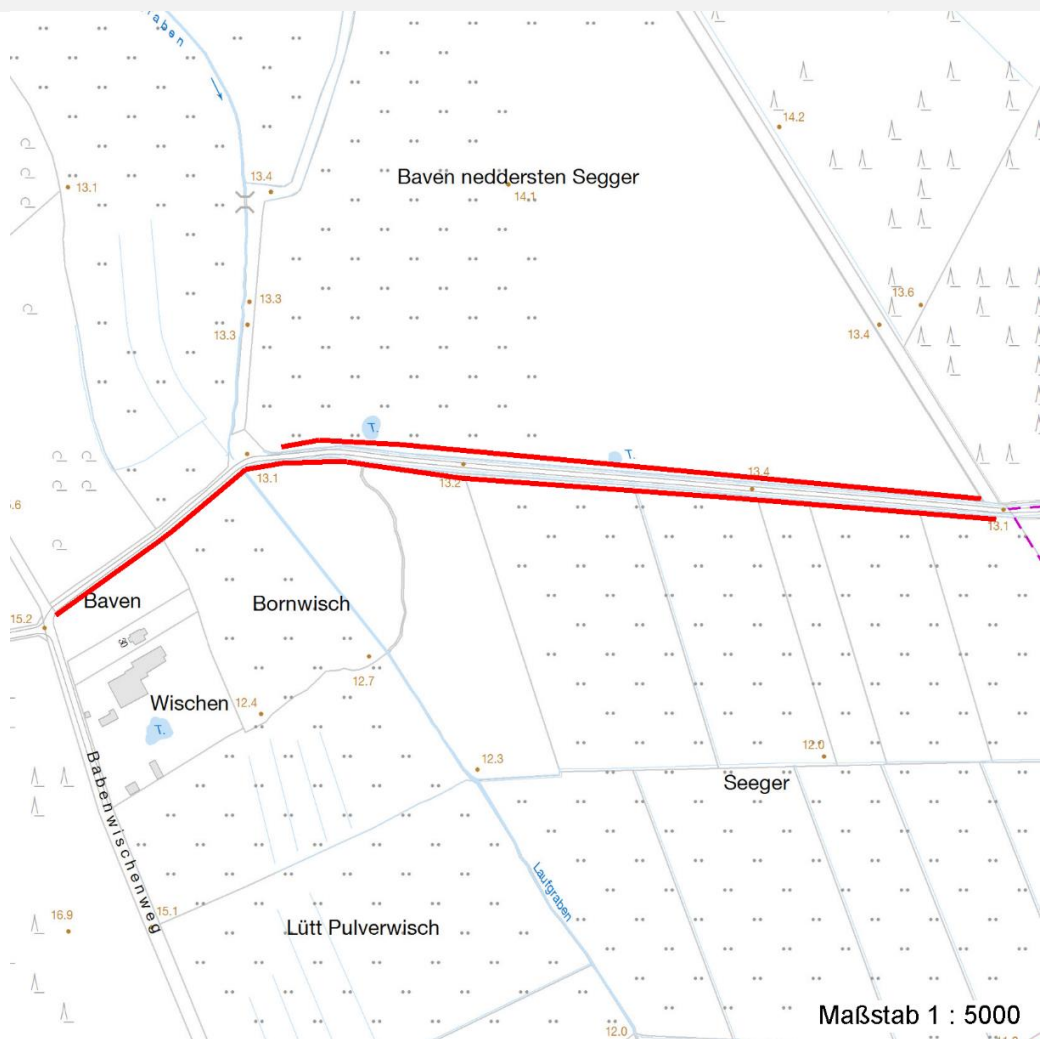 raben
14.2
13.4
13.1
Baven neddersten Segger
14.1
13.3
13.6
13.3
13.4
T.
T.
13.4
13.1
13.2
.6
13.1
Baven
Bornwisch
15.2
30
12.7
Wischen
12.4
T.
12.3
12.0
Seeger
Babenwischenweg
Laufgraben
16.9
15.1
Lütt Pulverwisch
Maßstab 1 : 5000
12.0